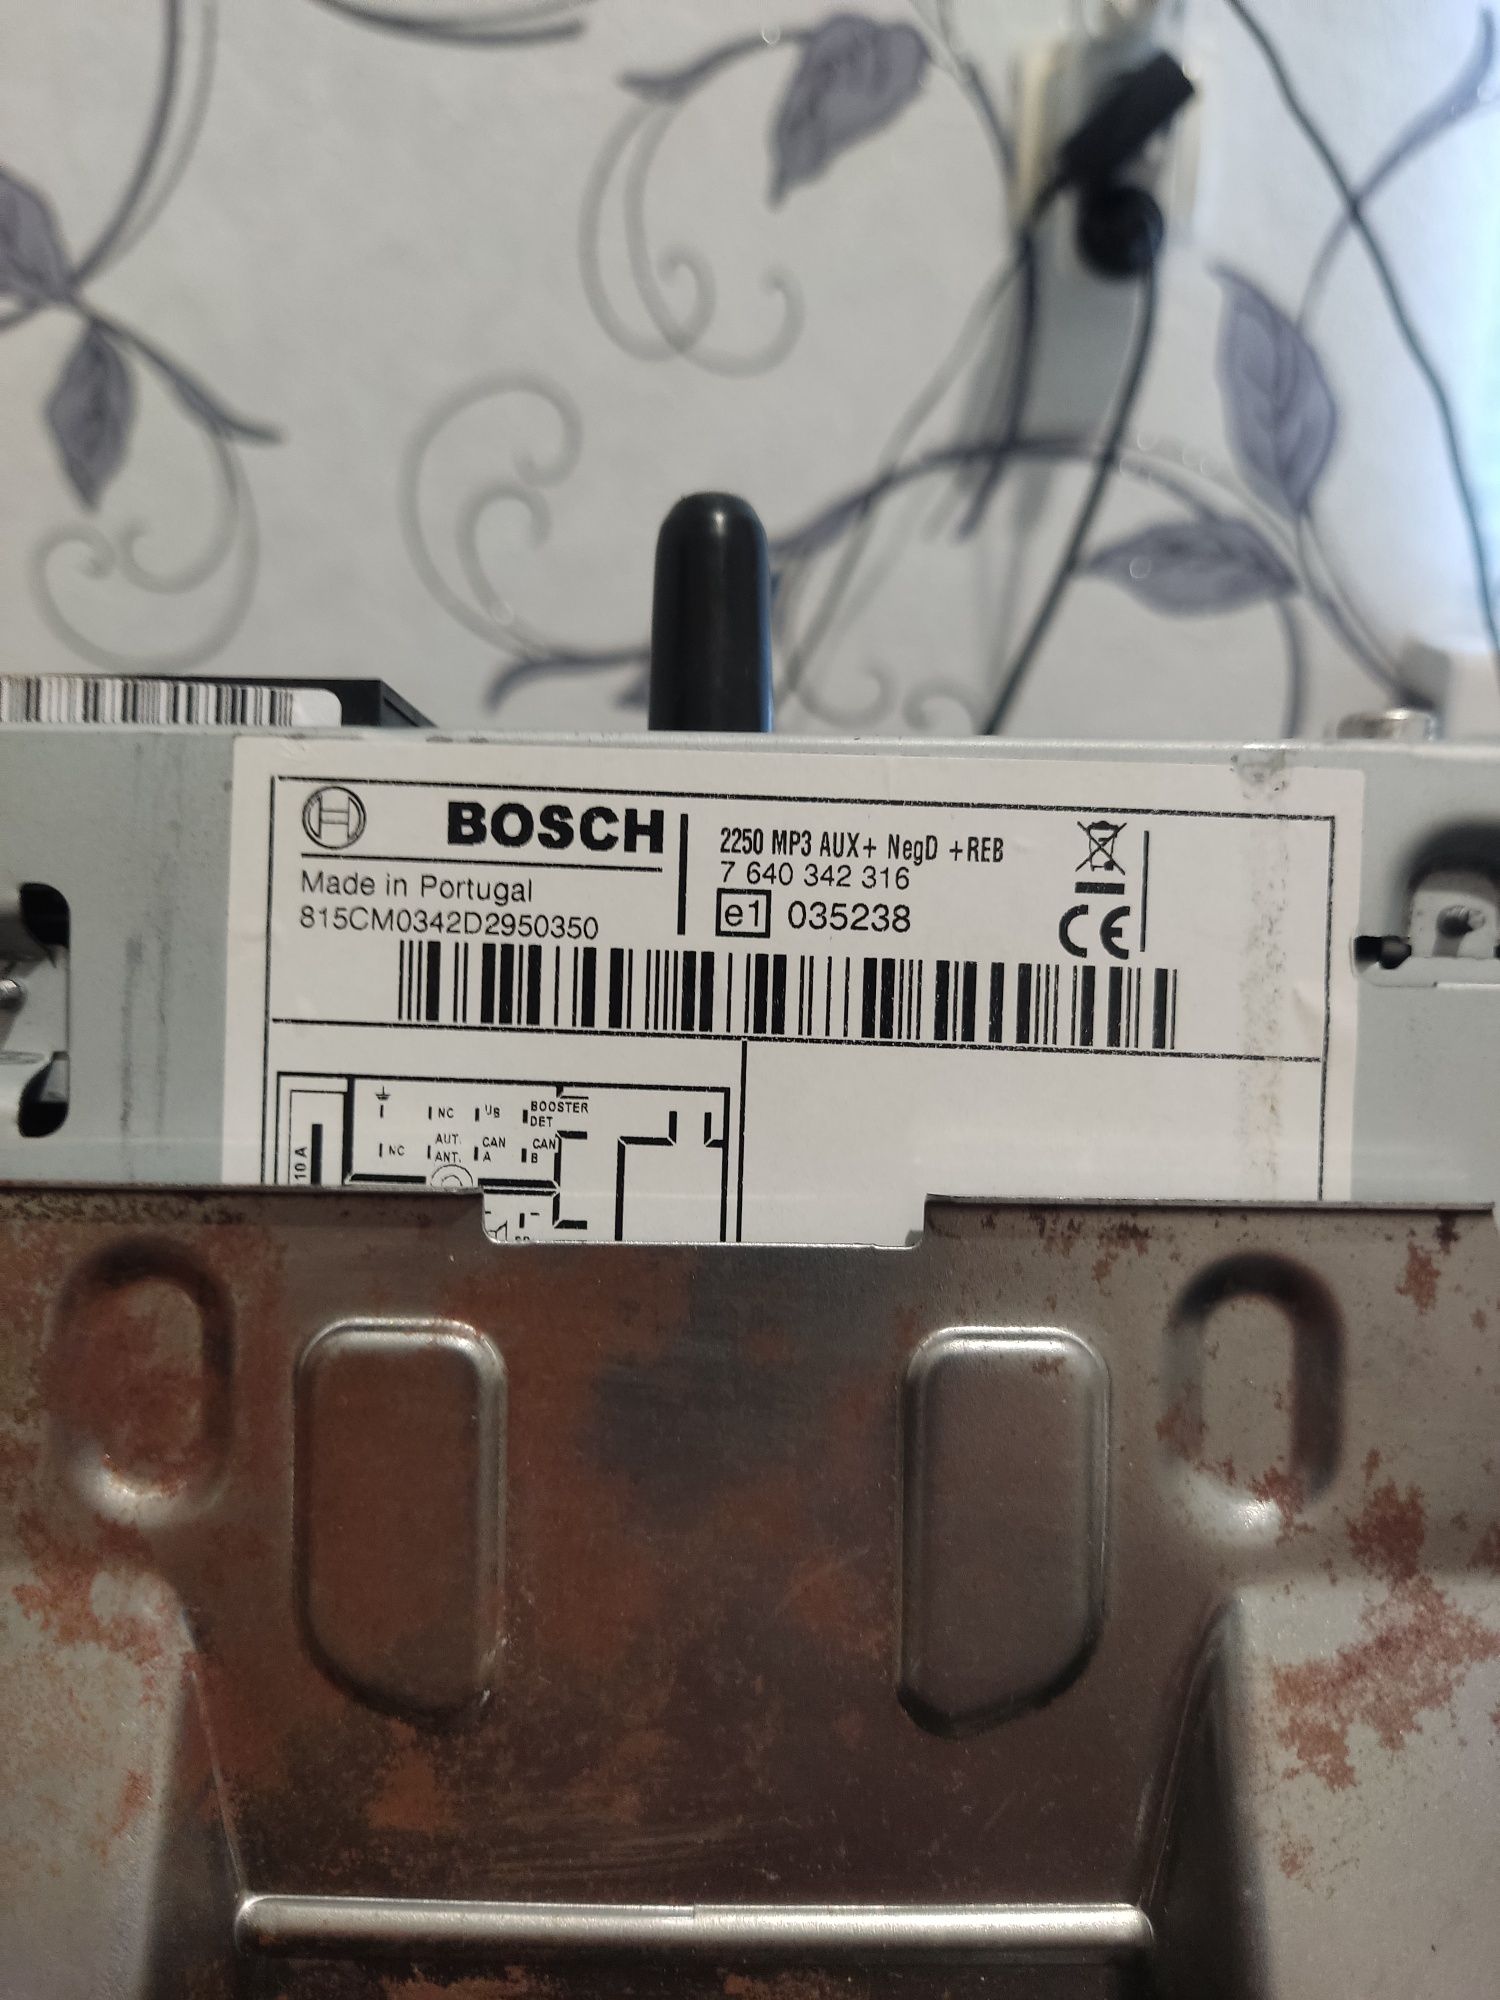 BOSCH
Made in Portugal
815CM0342D2950350
2250 MP3 AUX+ NegD +REB
7 640 342 316
e1 035238
CE
NC
BOOSTER
DET
NC
AUT.
ANT.
CAN
A
CAN
B
10 A